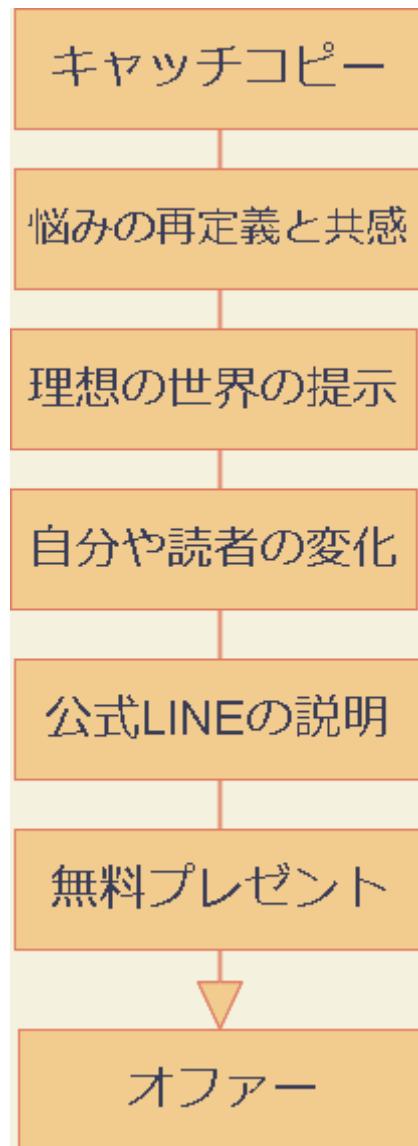 キャッチコピー
悩みの再定義と共感
理想の世界の提示
自分や読者の変化
公式LINEの説明
無料プレゼント
オファー